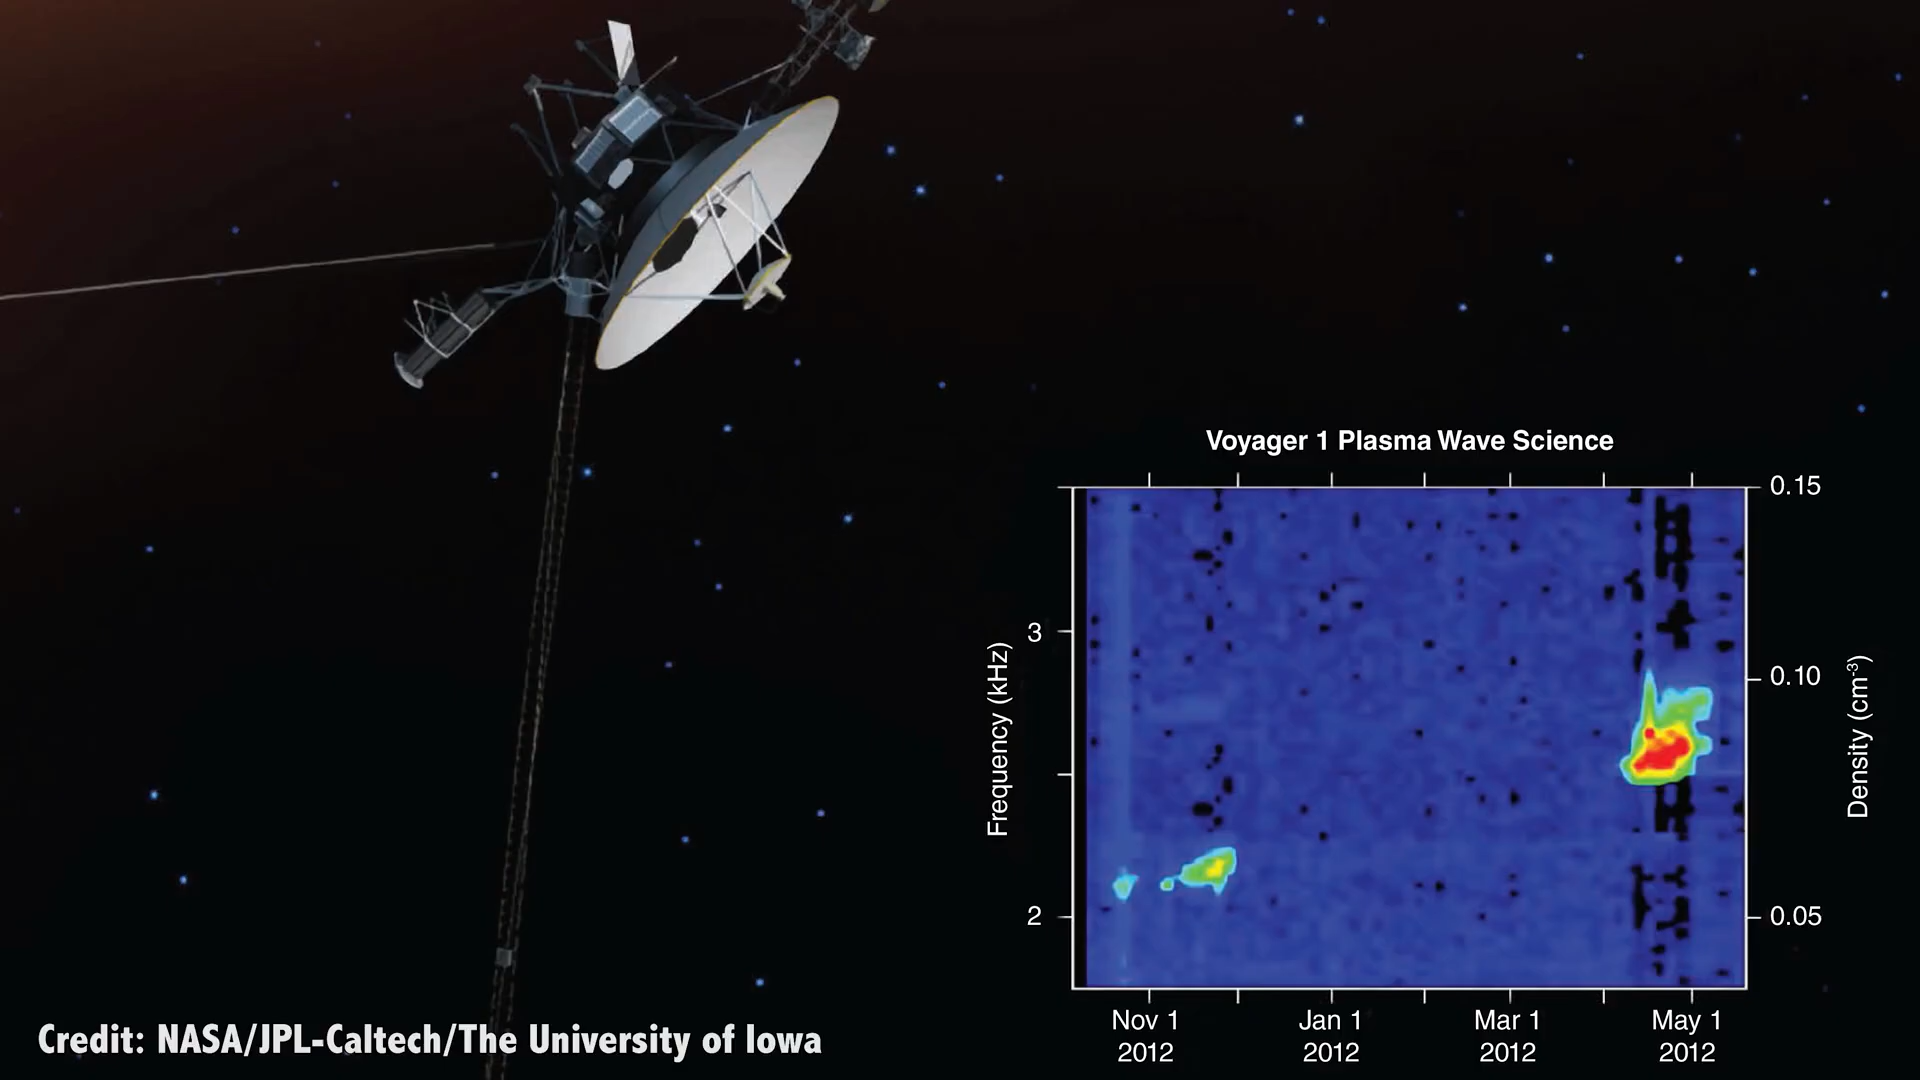 Voyager 1 Plasma Wave Science
0.15
3
0.10
Frequency (kHz)
Density (cm-3)
2
0.05
Nov 1
2012
Jan 1
2012
Mar 1
2012
May 1
2012
Credit: NASA/JPL-Caltech/The University of Iowa